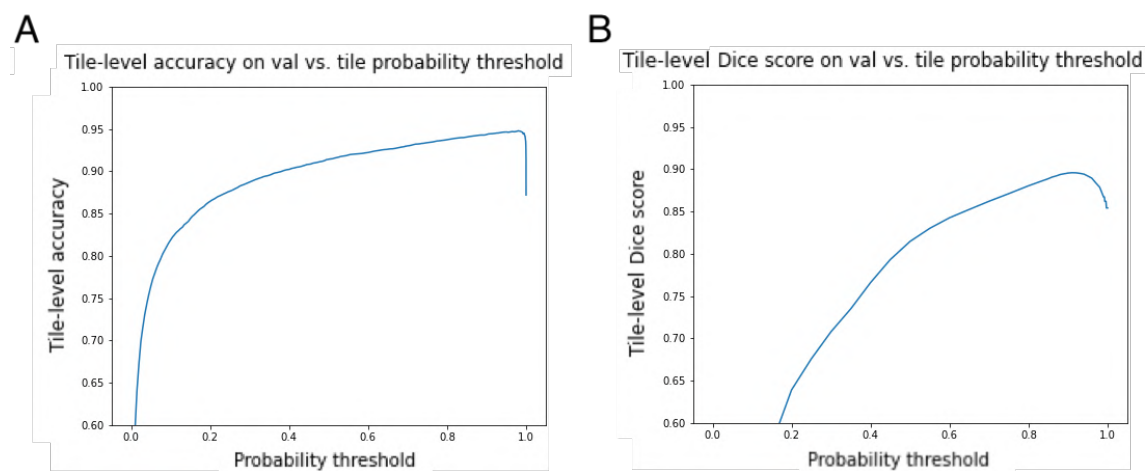 A
Tile-level accuracy on val vs. tile probability threshold
1.00
0.95
0.90
0.85
0.80
0.75
0.70
0.65
0.60
Tile-level accuracy
0.0 0.2 0.4 0.6 0.8 1.0
Probability threshold
B
Tile-level Dice score on val vs. tile probability threshold
1.00
0.95
0.90
0.85
0.80
0.75
0.70
0.65
0.60
Tile-level Dice score
0.0 0.2 0.4 0.6 0.8 1.0
Probability threshold